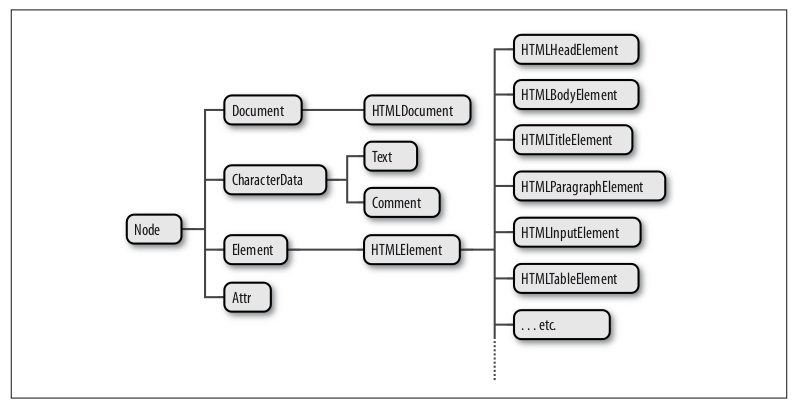 Node
Document
CharacterData
Element
Attr
HTMLDocument
Text
Comment
HTMLElement
HTMLHeadElement
HTMLBodyElement
HTMLTitleElement
HTMLParagraphElement
HTMLInputElement
HTMLTableElement
. . . etc.